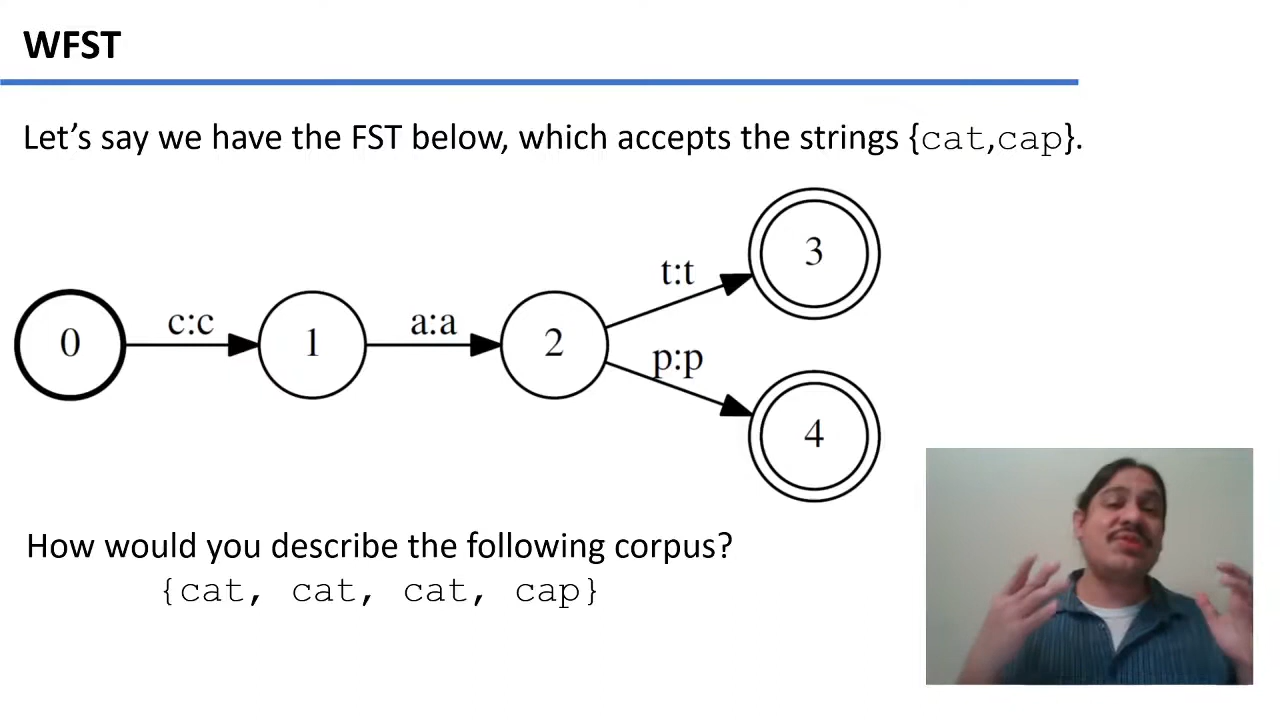 WFST
Let’s say we have the FST below, which accepts the strings {cat,cap}.
t:t
3
c:c
a:a
0
1
2
p:p
4
How would you describe the following corpus?
{cat, cat, cat, cap}